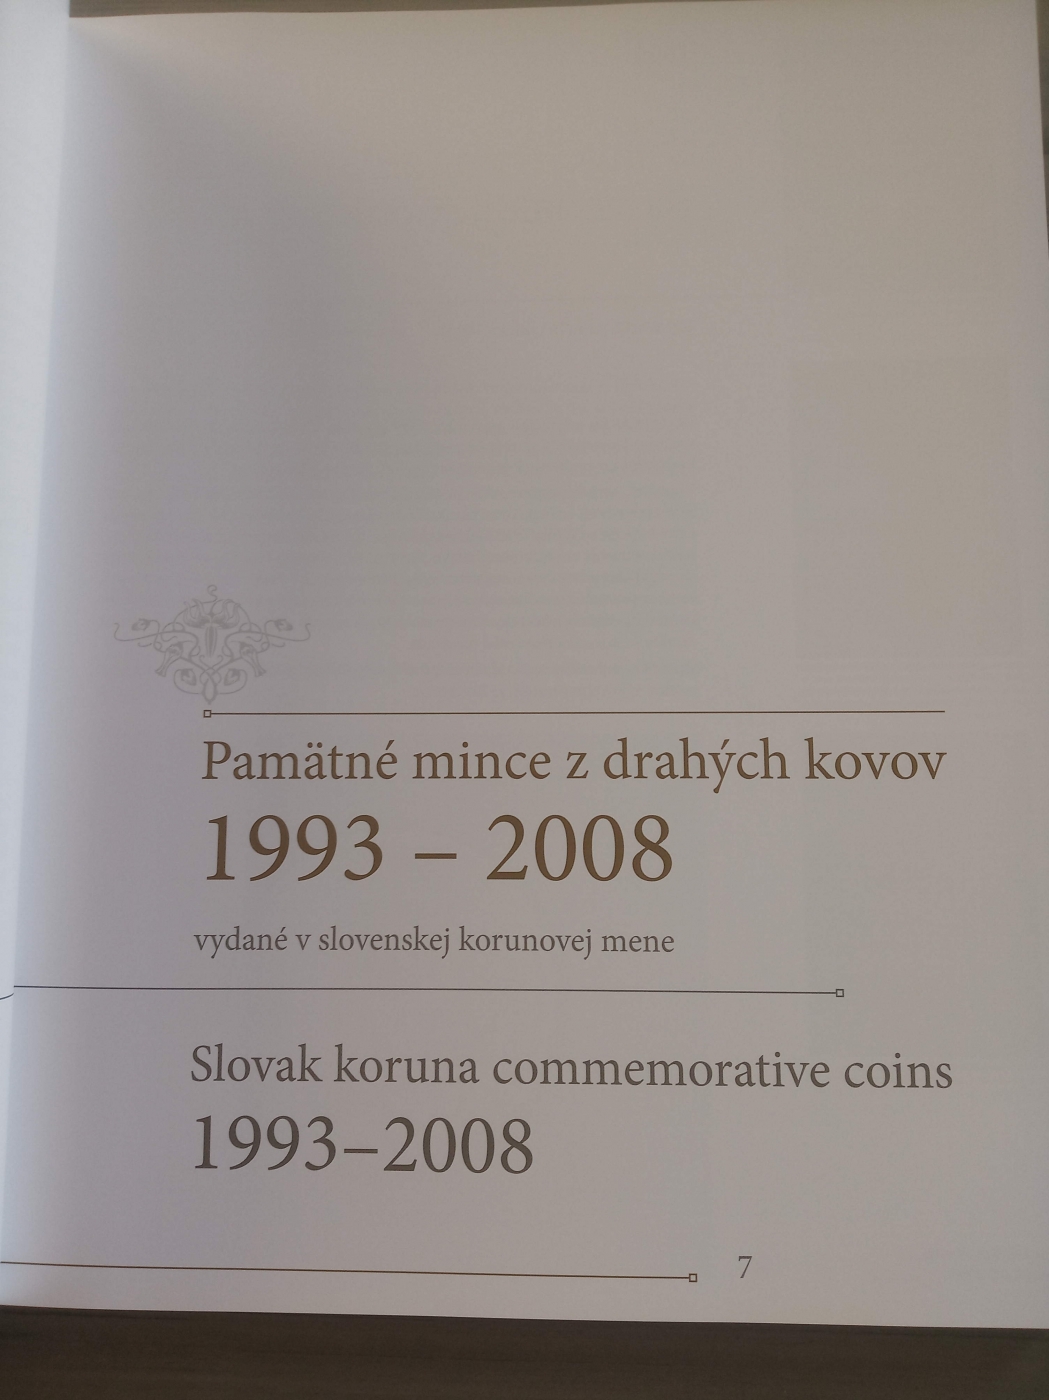 Pamätné mince z drahých kovov
1993 – 2008
vydané v slovenskej korunovej mene
Slovak koruna commemorative coins
1993–2008
7